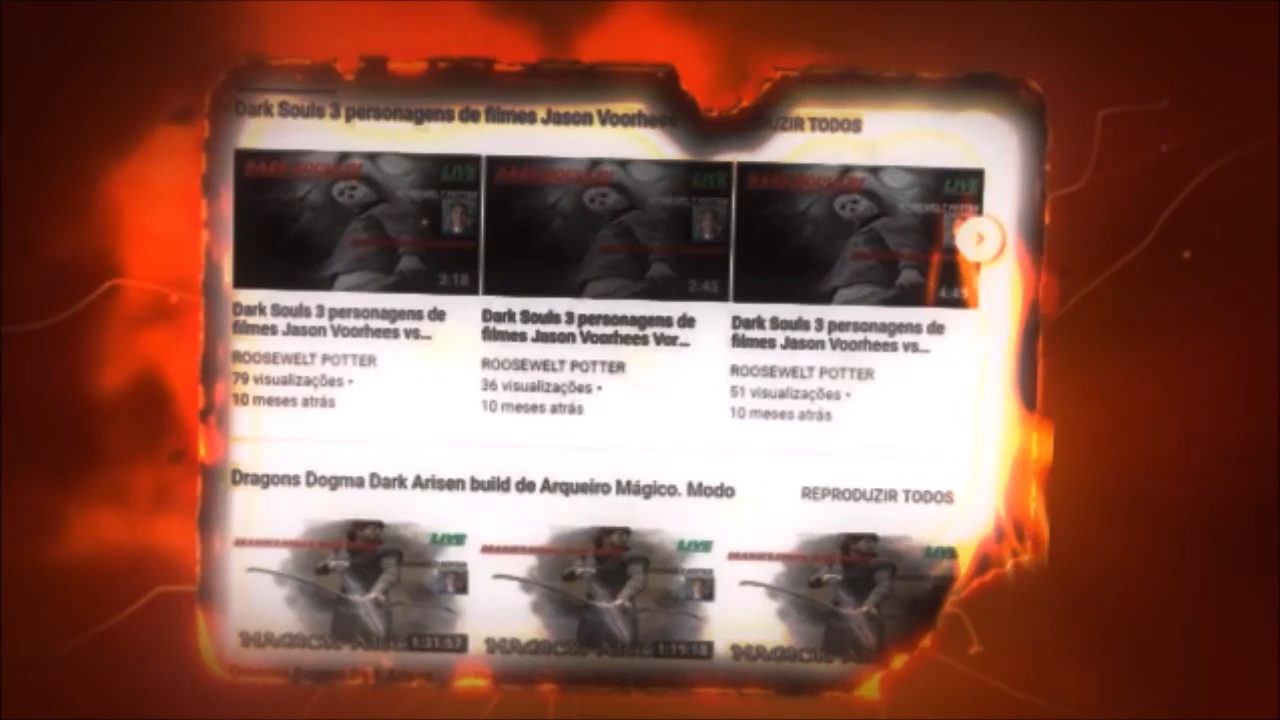 Dark Souls 3 personagens de filmes Jason Voorhees
UZIR TODOS
LIVE
LIVE
LIVE
3:18
2:45
Dark Souls 3 personagens de
filmes Jason Voorhees vs...
ROOSEWELT POTTER
79 visualizações •
10 meses atrás
Dark Souls 3 personagens de
filmes Jason Voorhees Vor...
ROOSEWELT POTTER
36 visualizações •
10 meses atrás
Dark Souls 3 personagens de
filmes Jason Voorhees vs...
ROOSEWELT POTTER
51 visualizações •
10 meses atrás
Dragons Dogma Dark Arisen build de Arqueiro Mágico. Modo
REPRODUZIR TODOS
LIVE
LIVE
LIVE
1:31:57
1:19:18